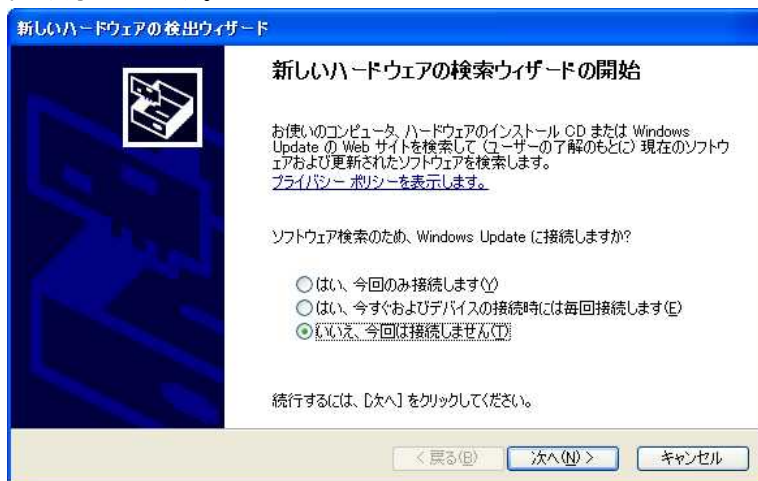 新しいハードウェアの検出ウィザード
新しいハードウェアの検索ウィザードの開始
お使いのコンピュータ、ハードウェアのインストール CD または Windows
Update の Web サイトを検索して (ユーザーの了解のもとに) 現在のソフトウ
ェアおよび更新されたソフトウェアを検索します。
プライバシー ポリシーを表示します。
ソフトウェア検索のため、Windows Update に接続しますか?
はい、今回のみ接続します(Y)
はい、今すぐおよびデバイスの接続時には毎回接続します(E)
いいえ、今回は接続しません(T)
続行するには、[次へ] をクリックしてください。
< 戻る(B) 次へ(N) > キャンセル